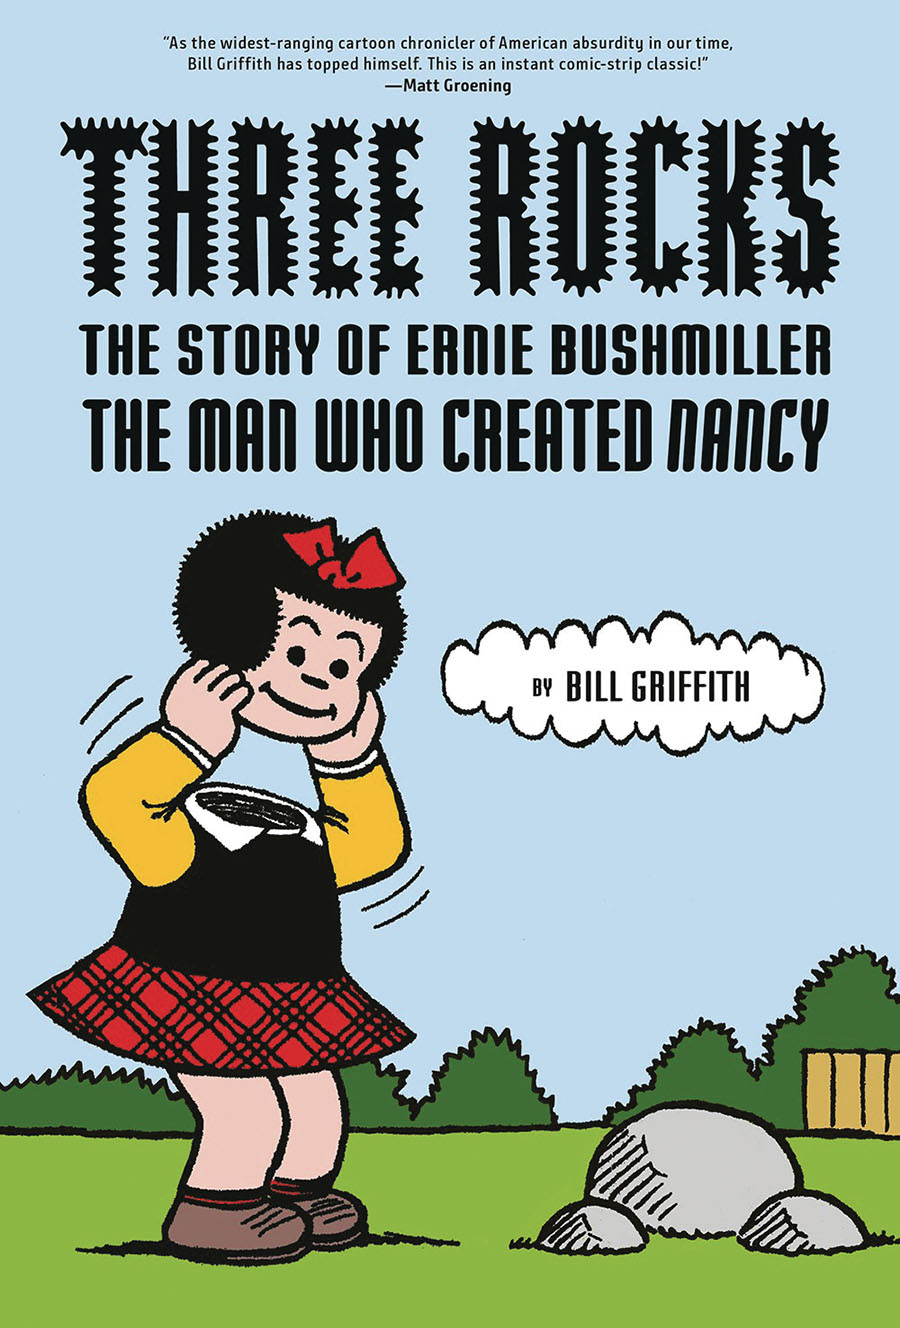 “As the widest-ranging cartoon chronicler of American absurdity in our time,
Bill Griffith has topped himself. This is an instant comic-strip classic!”
—Matt Groening
THREE ROCKS
THE STORY OF ERNIE BUSHMILLER
THE MAN WHO CREATED NANCY
BY BILL GRIFFITH